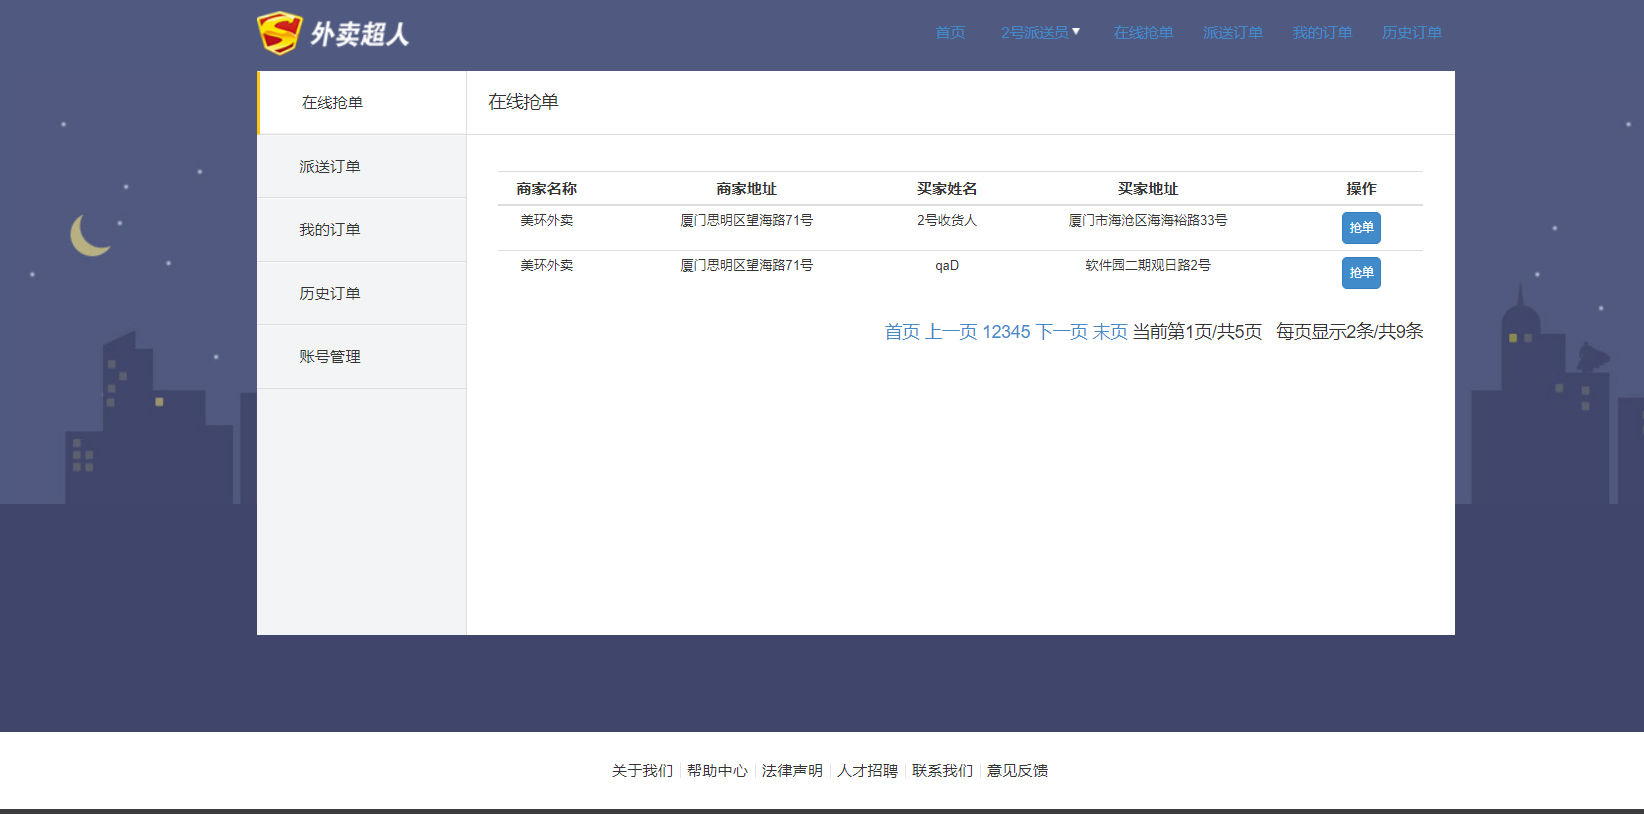 外卖超人
首页 2号派送员 在线抢单 派送订单 我的订单 历史订单
在线抢单
派送订单
我的订单
历史订单
账号管理
在线抢单
商家名称 商家地址 买家姓名 买家地址 操作
美环外卖 厦门思明区望海路71号 2号收货人 厦门市海沧区海海裕路33号 抢单
美环外卖 厦门思明区望海路71号 qaD 软件园二期观日路2号 抢单
首页 上一页 12345 下一页 末页 当前第1页/共5页 每页显示2条/共9条
关于我们 帮助中心 法律声明 人才招聘 联系我们 意见反馈